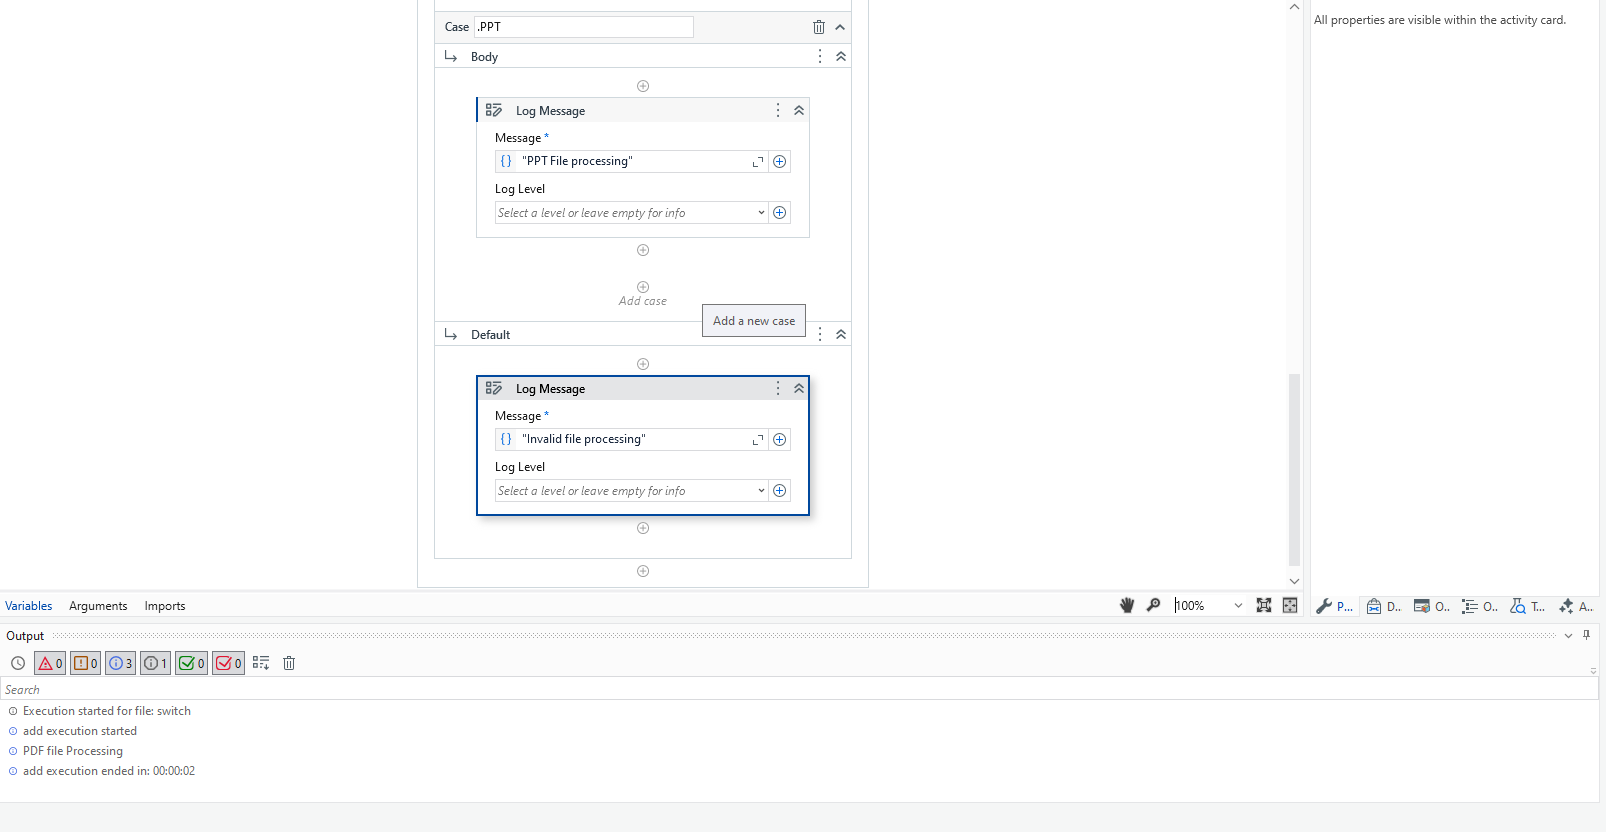 All properties are visible within the activity card.
Case .PPT
Body
Log Message
Message *
{} "PPT File processing"
Log Level
Select a level or leave empty for info
Add case
Add a new case
Default
Log Message
Message *
{} "Invalid file processing"
Log Level
Select a level or leave empty for info
Variables Arguments Imports 100% P... D.. O.. O.. T... A..
Output
0 0 3 1 0 0
Search
Execution started for file: switch
add execution started
PDF file Processing
add execution ended in: 00:00:02